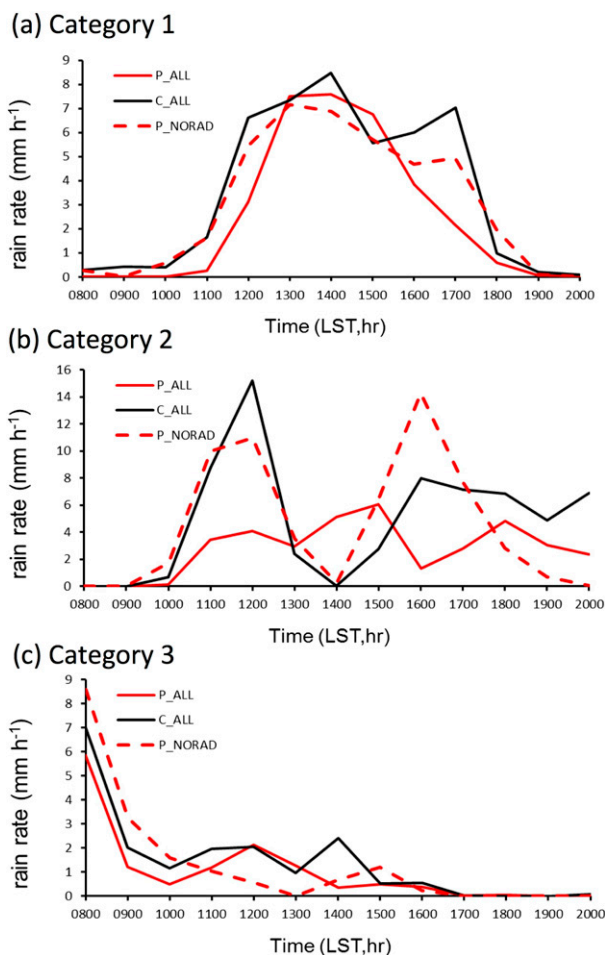 (a) Category 1
rain rate (mm h⁻¹)
9
8
7
6
5
4
3
2
1
0
P_ALL
C_ALL
P_NORAD
0800 0900 1000 1100 1200 1300 1400 1500 1600 1700 1800 1900 2000
Time (LST,hr)
(b) Category 2
rain rate (mm h⁻¹)
16
14
12
10
8
6
4
2
0
P_ALL
C_ALL
P_NORAD
0800 0900 1000 1100 1200 1300 1400 1500 1600 1700 1800 1900 2000
Time (LST,hr)
(c) Category 3
rain rate (mm h⁻¹)
9
8
7
6
5
4
3
2
1
0
P_ALL
C_ALL
P_NORAD
0800 0900 1000 1100 1200 1300 1400 1500 1600 1700 1800 1900 2000
Time (LST,hr)